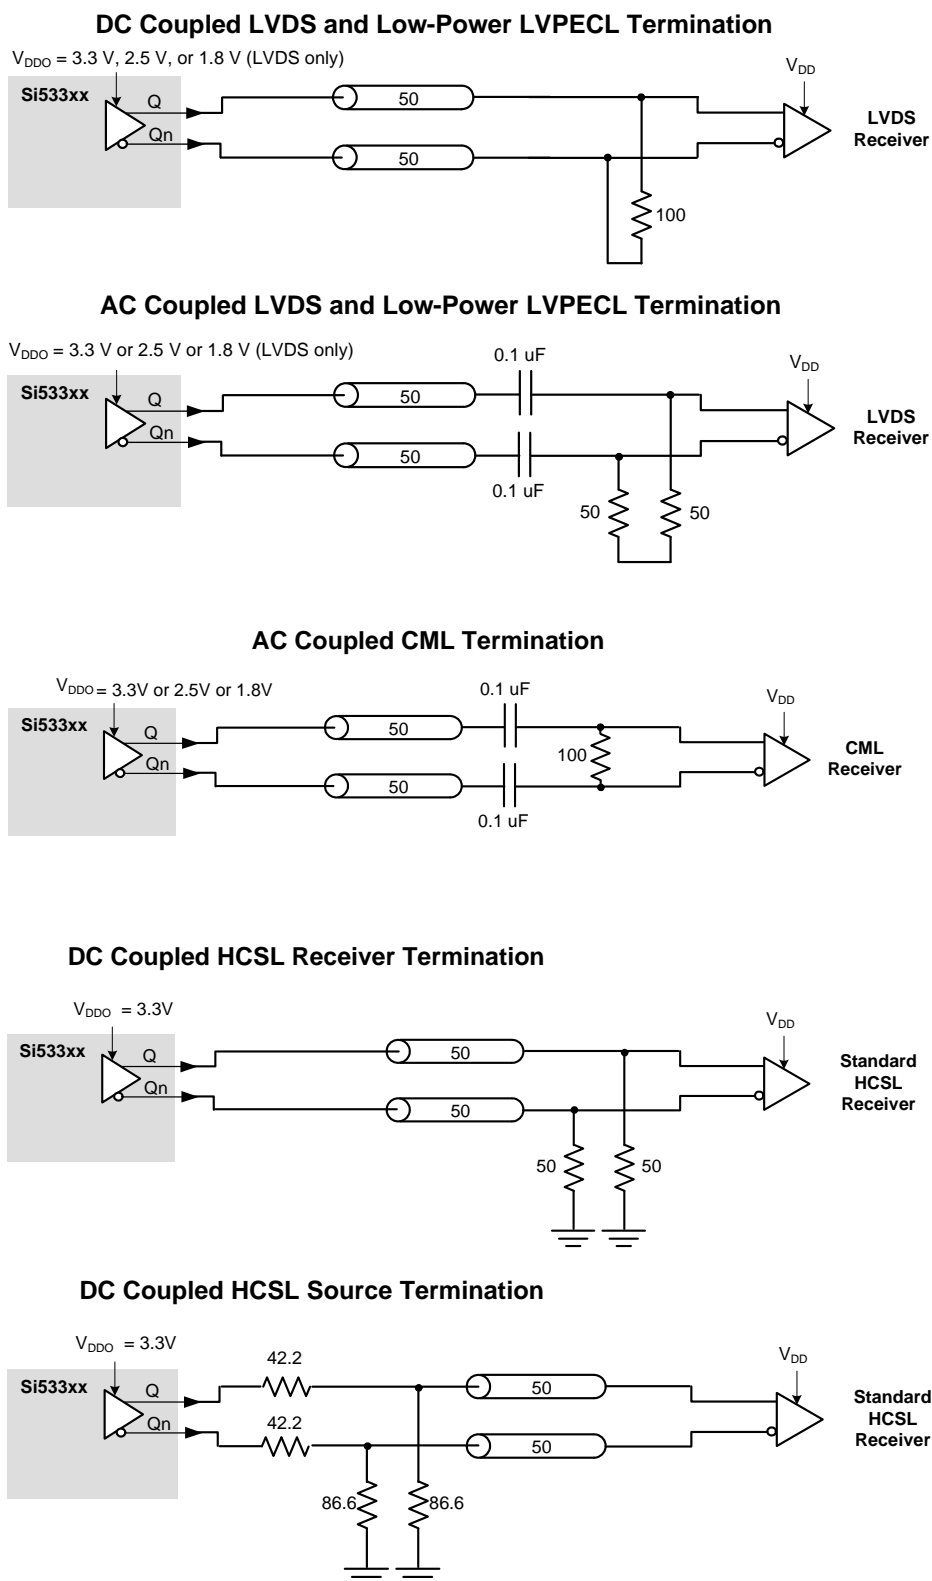 DC Coupled LVDS and Low-Power LVPECL Termination
VDDO = 3.3 V, 2.5 V, or 1.8 V (LVDS only)
Si533xx
Q
Qn
50
50
100
VDD
LVDS
Receiver
AC Coupled LVDS and Low-Power LVPECL Termination
VDDO = 3.3 V or 2.5 V or 1.8 V (LVDS only)
Si533xx
Q
Qn
50
50
0.1 uF
0.1 uF
50
50
VDD
LVDS
Receiver
AC Coupled CML Termination
VDDO = 3.3V or 2.5V or 1.8V
Si533xx
Q
Qn
50
50
0.1 uF
0.1 uF
100
VDD
CML
Receiver
DC Coupled HCSL Receiver Termination
VDDO = 3.3V
Si533xx
Q
Qn
50
50
50
50
VDD
Standard
HCSL
Receiver
DC Coupled HCSL Source Termination
VDDO = 3.3V
Si533xx
Q
Qn
42.2
42.2
86.6
86.6
50
50
VDD
Standard
HCSL
Receiver